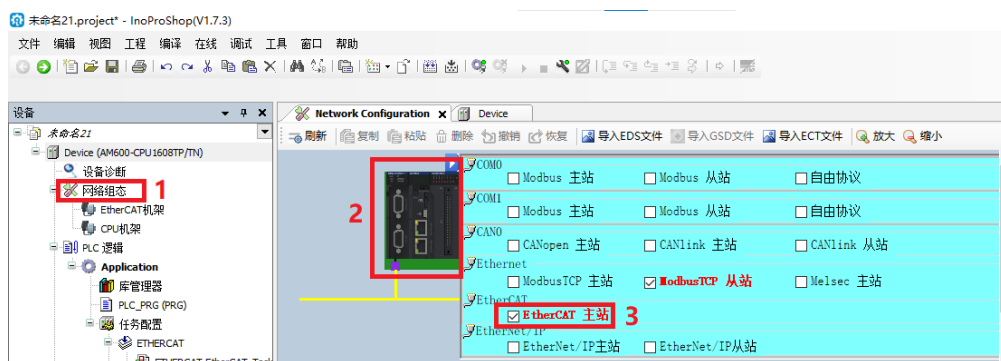 未命名21.project* - InoProShop(V1.7.3)
文件 编辑 视图 工程 编译 在线 调试 工具 窗口 帮助
设备
Network Configuration
Device
未命名21
刷新 复制 粘贴 删除 撤销 恢复 导入EDS文件 导入GSD文件 导入ECT文件 放大 缩小
Device (AM600-CPU1608TP/TN)
设备诊断
网络组态
1
EtherCAT机架
CPU机架
PLC 逻辑
Application
库管理器
PLC_PRG (PRG)
任务配置
ETHERCAT
2
COM0
Modbus 主站 Modbus 从站 自由协议
COM1
Modbus 主站 Modbus 从站 自由协议
CAN0
CANopen 主站 CANlink 主站 CANlink 从站
Ethernet
ModbusTCP 主站 ModbusTCP 从站 Melsec 主站
EtherCAT
EtherCAT 主站 3
EtherNet/IP
EtherNet/IP主站 EtherNet/IP从站